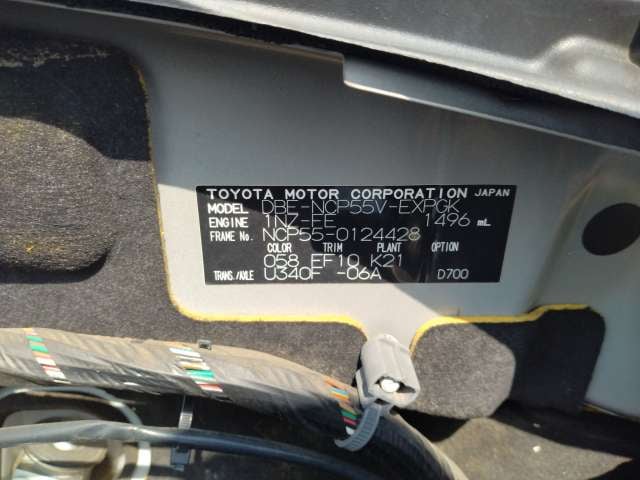 TOYOTA MOTOR CORPORATION JAPAN
MODEL DBE-NCP55V-EXPGK
ENGINE 1NZ-FE 1496 mL
FRAME No. NCP55-0124428
COLOR TRIM PLANT OPTION
058 FF10 K21
TRANS./AXLE U340F -06A D700